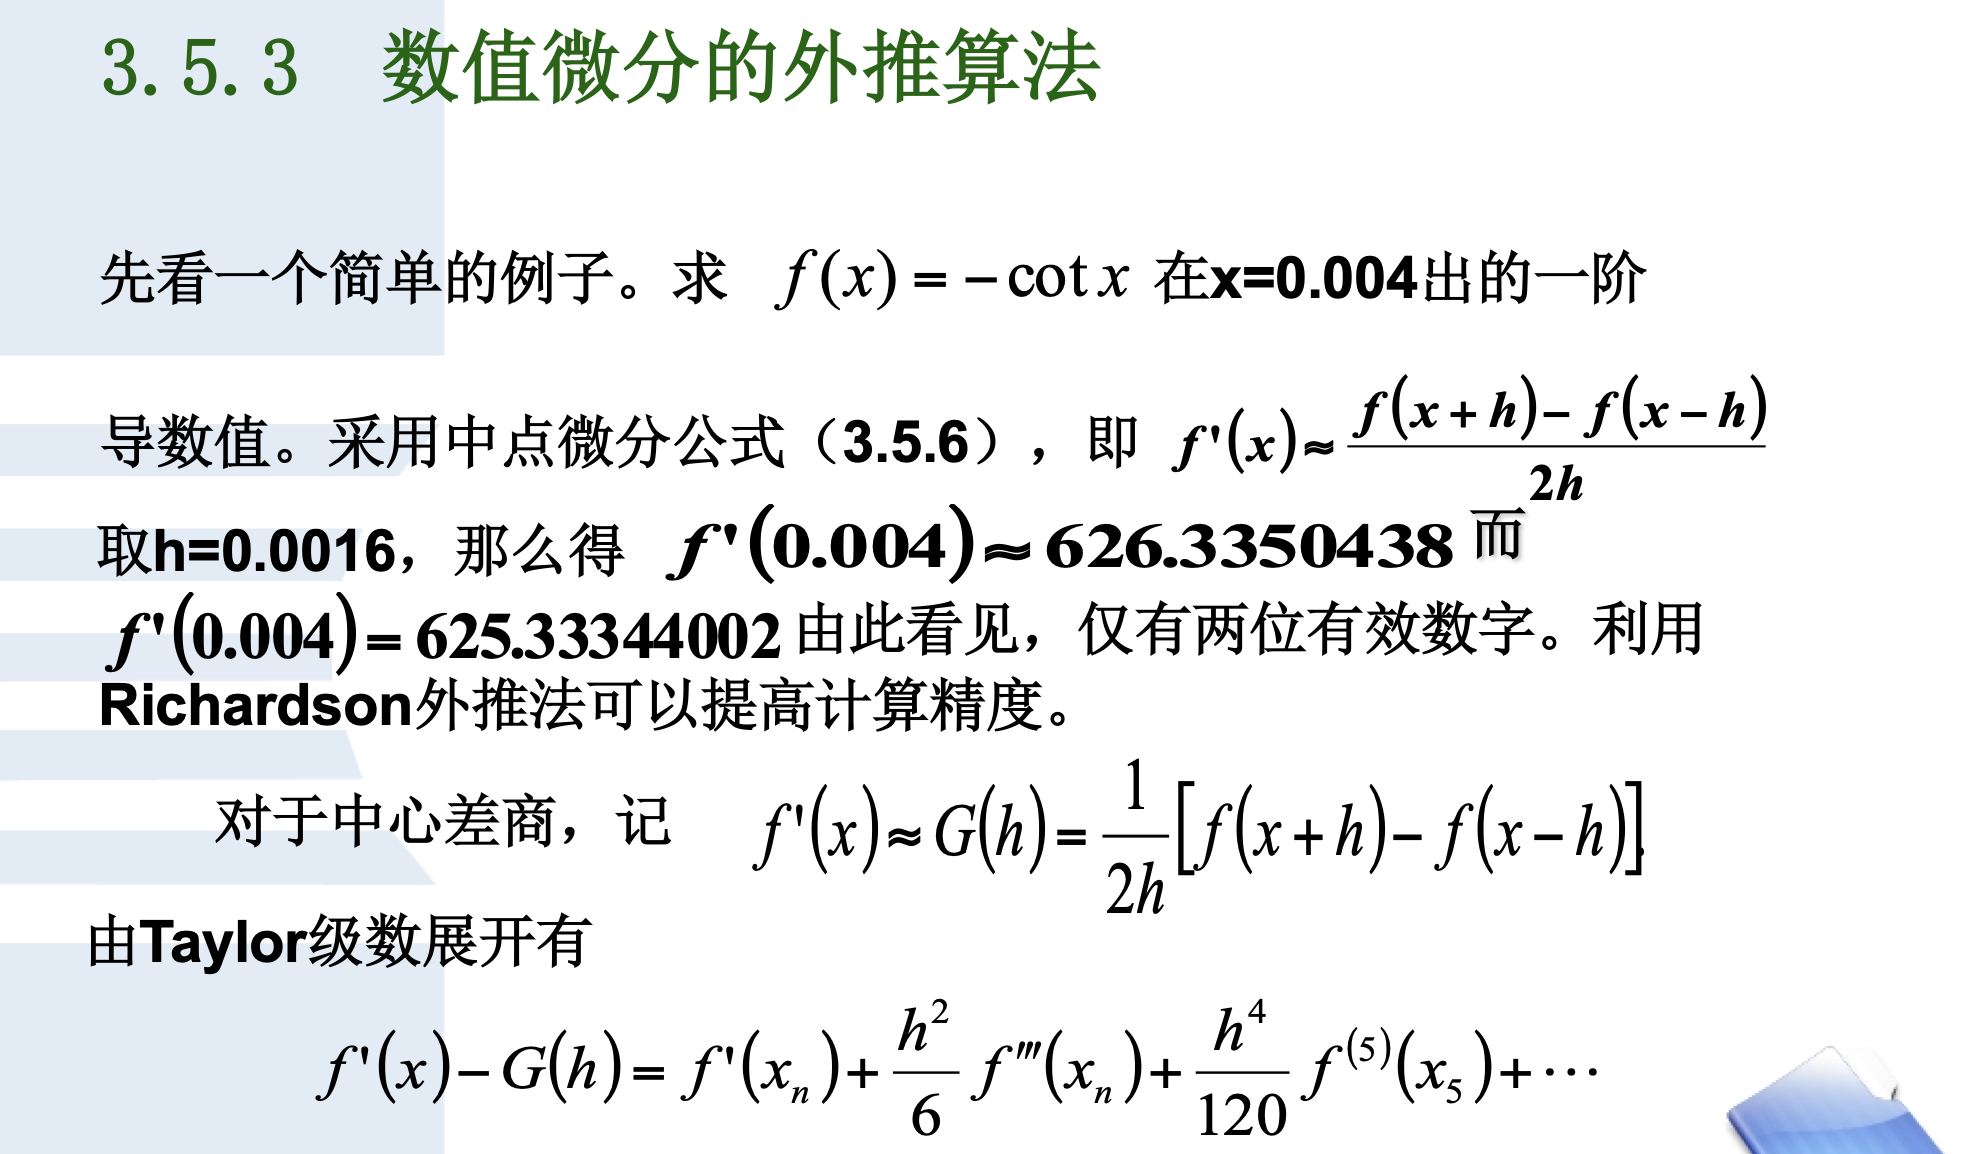 3.5.3 数值微分的外推算法
先看一个简单的例子。求 f(x) = −cot x 在x=0.004出的一阶
导数值。采用中点微分公式（3.5.6），即 f'(x)≈ \frac{f(x+h)−f(x−h)}{2h}
取h=0.0016，那么得 f'(0.004)≈626.3350438 而
f'(0.004)=625.33344002 由此看见，仅有两位有效数字。利用
Richardson外推法可以提高计算精度。
对于中心差商，记 f'(x)≈G(h)= \frac{1}{2h}[f(x+h)−f(x−h)].
由Taylor级数展开有
f'(x)−G(h)=f'(x_n)+\frac{h^2}{6}f'''(x_n)+\frac{h^4}{120}f^{(5)}(x_5)+⋯